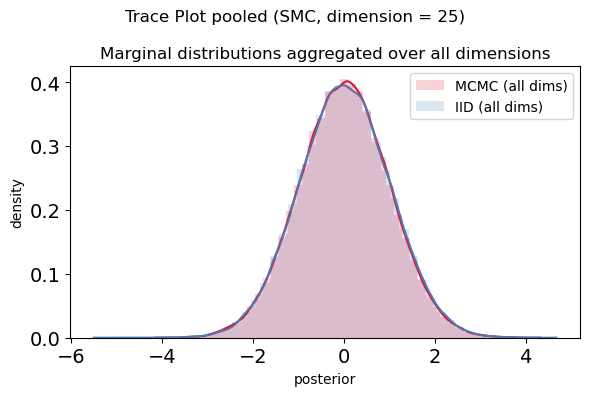 Trace Plot pooled (SMC, dimension = 25)
Marginal distributions aggregated over all dimensions
MCMC (all dims)
IID (all dims)
density
0.4
0.3
0.2
0.1
0.0
−6 −4 −2 0 2 4
posterior